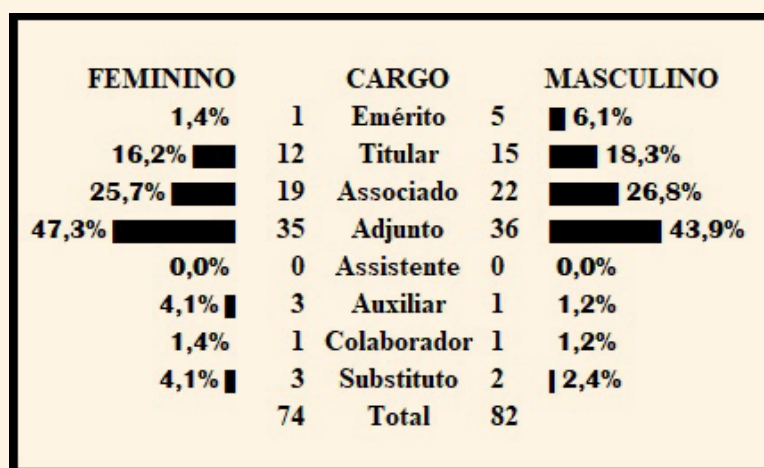 FEMININO CARGO MASCULINO
1,4% 1 Emérito 5 6,1%
16,2% 12 Titular 15 18,3%
25,7% 19 Associado 22 26,8%
47,3% 35 Adjunto 36 43,9%
0,0% 0 Assistente 0 0,0%
4,1% 3 Auxiliar 1 1,2%
1,4% 1 Colaborador 1 1,2%
4,1% 3 Substituto 2 2,4%
74 Total 82